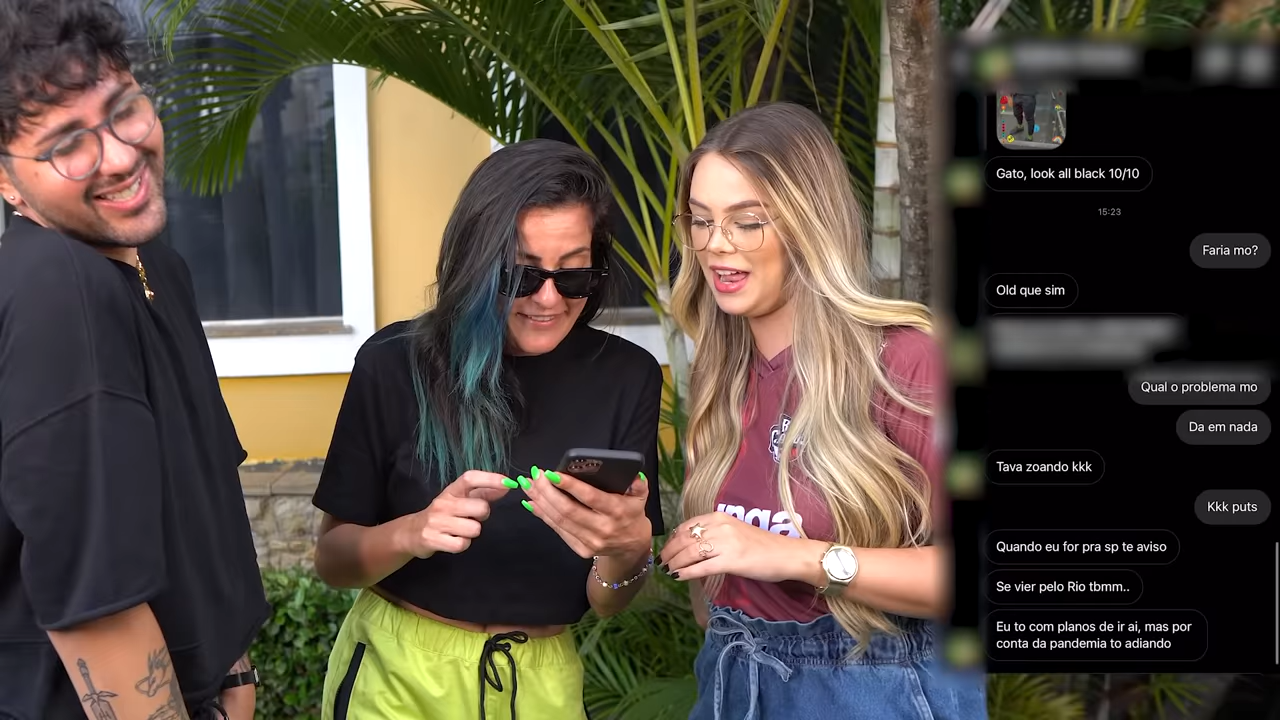 Gato, look all black 10/10
15:23
Faria mo?
Old que sim
Qual o problema mo
Da em nada
Tava zoando kkk
Kkk puts
Quando eu for pra sp te aviso
Se vier pelo Rio tbmm..
Eu to com planos de ir ai, mas por
conta da pandemia to adiando